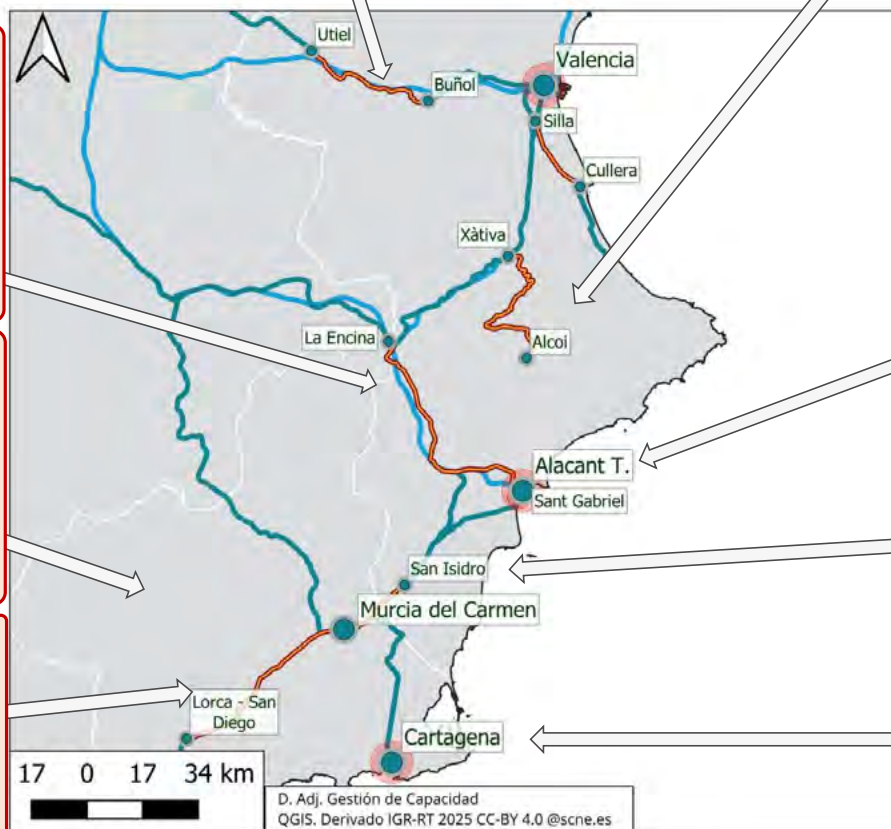 Utiel
Valencia
Buñol
Silla
Cullera
Xàtiva
La Encina
Alcoi
Alacant T.
Sant Gabriel
San Isidro
Murcia del Carmen
Lorca - San
Diego
Cartagena
17 0 17 34 km
D. Adj. Gestión de Capacidad
QGIS. Derivado IGR-RT 2025 CC-BY 4.0 @scne.es